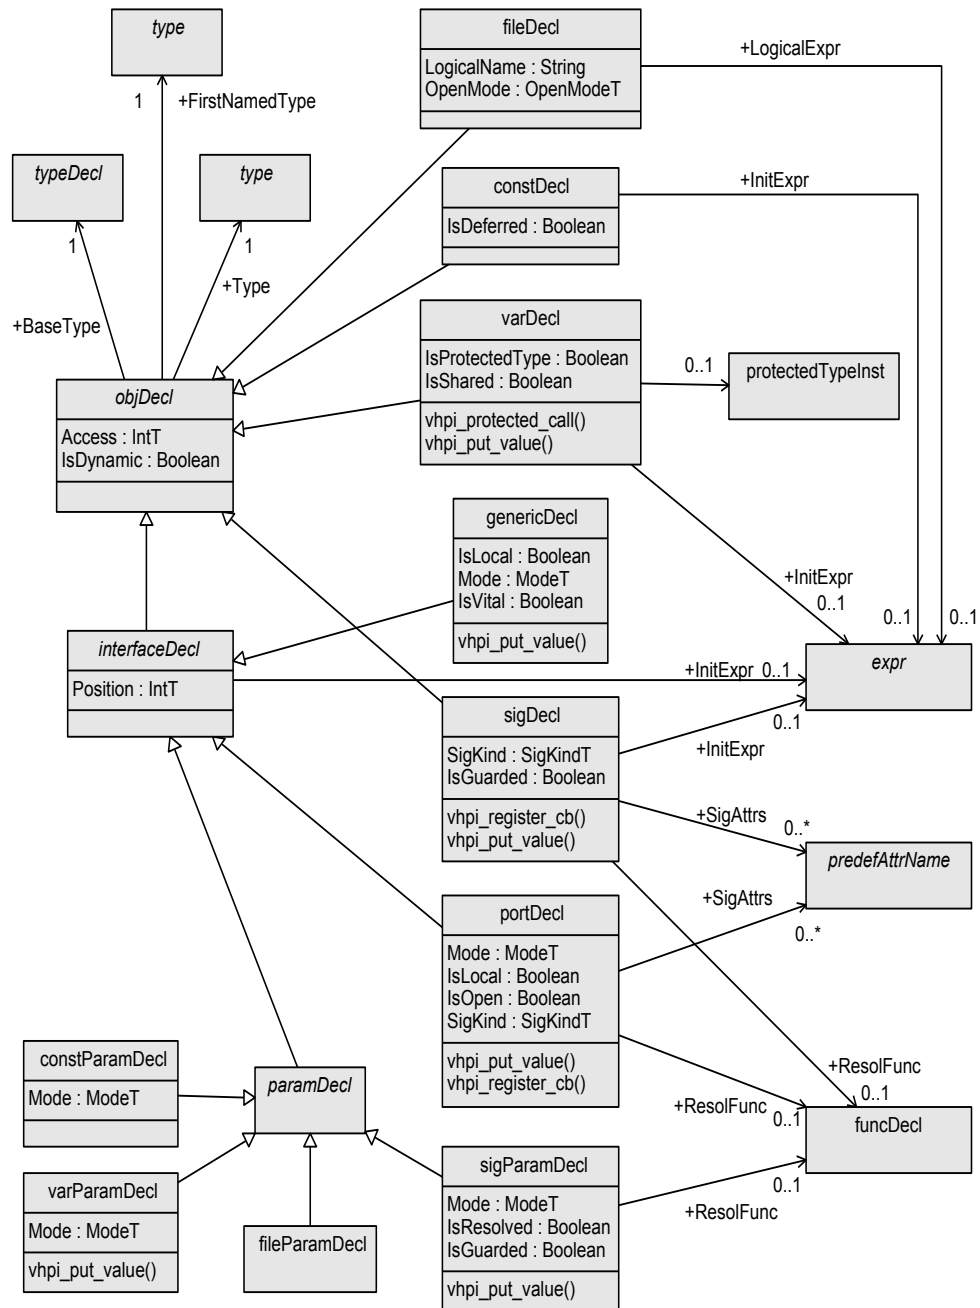 type
fileDecl
LogicalName : String
OpenMode : OpenModeT
+LogicalExpr
1
+FirstNamedType
typeDecl
type
constDecl
IsDeferred : Boolean
+InitExpr
1
1
+Type
+BaseType
varDecl
IsProtectedType : Boolean
IsShared : Boolean
vhpi_protected_call()
vhpi_put_value()
0..1
protectedTypeInst
objDecl
Access : IntT
IsDynamic : Boolean
genericDecl
IsLocal : Boolean
Mode : ModeT
IsVital : Boolean
vhpi_put_value()
+InitExpr
0..1
0..1
0..1
interfaceDecl
Position : IntT
+InitExpr 0..1
expr
sigDecl
SigKind : SigKindT
IsGuarded : Boolean
vhpi_register_cb()
vhpi_put_value()
0..1
+InitExpr
+SigAttrs
0..*
predefAttrName
+SigAttrs
0..*
portDecl
Mode : ModeT
IsLocal : Boolean
IsOpen : Boolean
SigKind : SigKindT
vhpi_put_value()
vhpi_register_cb()
+ResolFunc
0..1
+ResolFunc
0..1
funcDecl
constParamDecl
Mode : ModeT
paramDecl
varParamDecl
Mode : ModeT
vhpi_put_value()
fileParamDecl
sigParamDecl
Mode : ModeT
IsResolved : Boolean
IsGuarded : Boolean
vhpi_put_value()
0..1
+ResolFunc